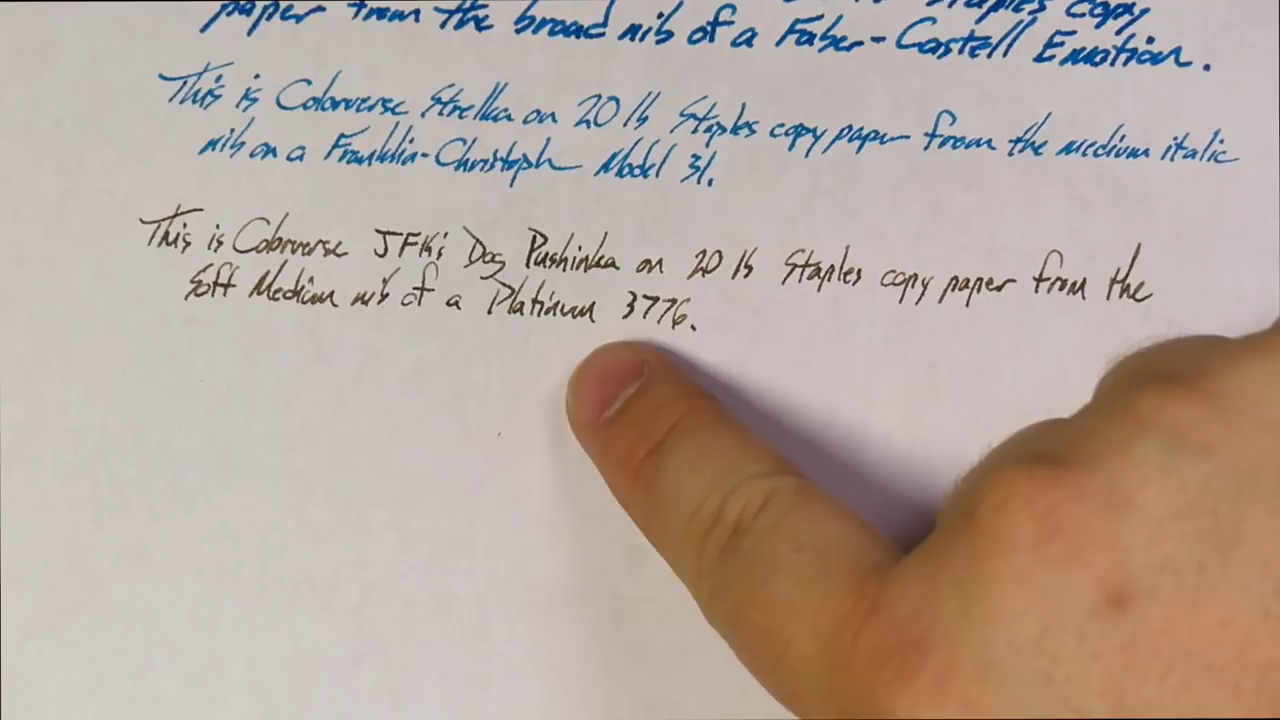 Staples copy
paper from the broad nib of a Faber-Castell Emotion.
This is Colorverse Strelka on 20 lb Staples copy paper from the medium italic
nib on a Franklin-Christoph Model 31.
This is Colorverse JFK's Dog Pushinka on 20 lb Staples copy paper from the
Soft Medium nib of a Platinum 3776.